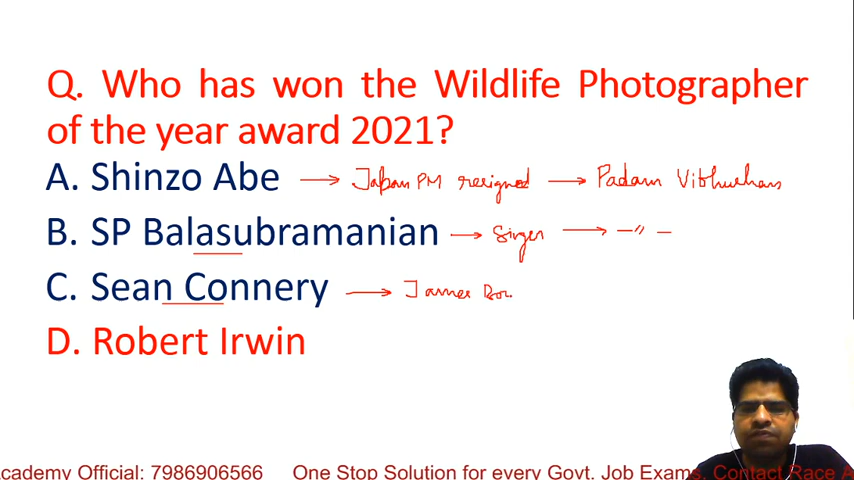 Q. Who has won the Wildlife Photographer
of the year award 2021?
A. Shinzo Abe → Japan PM resigned → Padam Vibhushan
B. SP Balasubramanian → Singer → —〃—
C. Sean Connery → James Bon
D. Robert Irwin
cademy Official: 7986906566 One Stop Solution for every Govt. Job Exams. Contact Race A